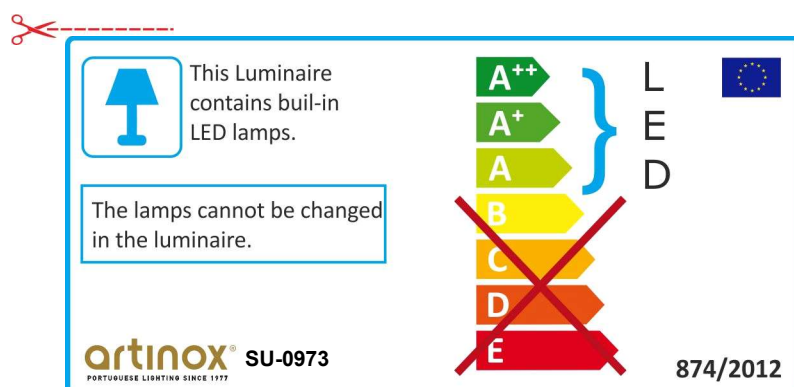 This Luminaire
contains buil-in
LED lamps.
The lamps cannot be changed
in the luminaire.
artinox® SU-0973
PORTUGUESE LIGHTING SINCE 1977
A++
A+
A
B
C
D
E
L
E
D
874/2012